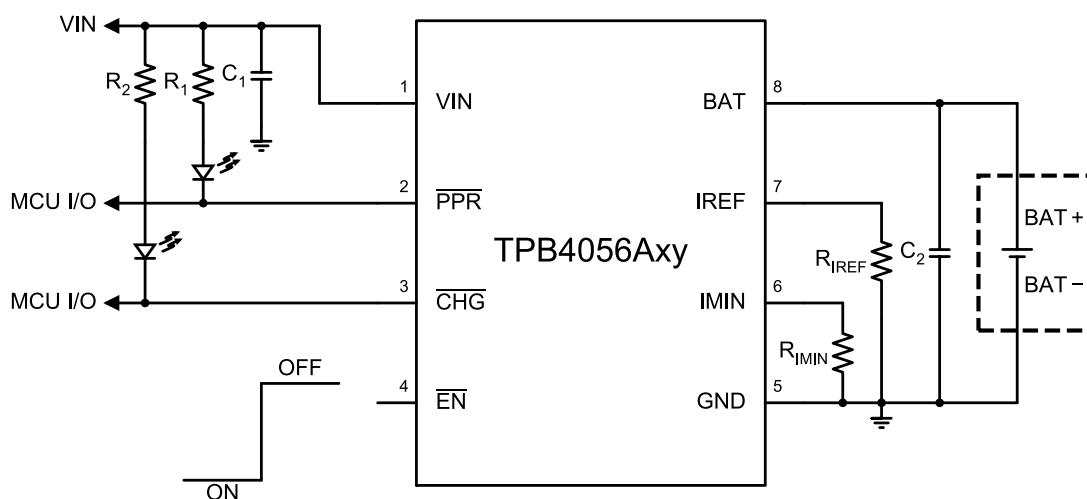 VIN
R2
R1
C1
1
VIN
BAT
8
MCU I/O
2
PPR
IREF
7
TPB4056Axy
RIREF
C2
BAT+
BAT−
MCU I/O
3
CHG
IMIN
6
RIMIN
OFF
4
EN
GND
5
ON